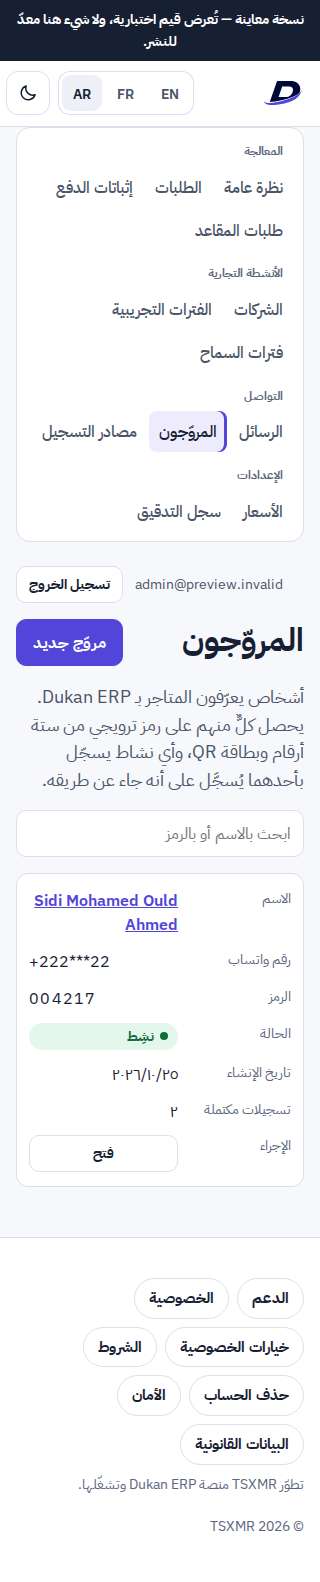 نسخة معاينة — تُعرض قيم اختبارية، ولا شيء هنا معدّ
للنشر.
AR FR EN
المعالجة
نظرة عامة الطلبات إثباتات الدفع
طلبات المقاعد
الأنشطة التجارية
الشركات الفترات التجريبية
فترات السماح
التواصل
الرسائل المروّجون مصادر التسجيل
الإعدادات
الأسعار سجل التدقيق
admin@preview.invalid تسجيل الخروج
المروّجون
مروّج جديد
أشخاص يعرّفون المتاجر بـ Dukan ERP.
يحصل كلٌّ منهم على رمز ترويجي من ستة
أرقام وبطاقة QR، وأي نشاط يسجّل
بأحدهما يُسجَّل على أنه جاء عن طريقه.
ابحث بالاسم أو بالرمز
الاسم Sidi Mohamed Ould
Ahmed
رقم واتساب +222***22
الرمز 004217
الحالة نشِط
تاريخ الإنشاء ٢٠٢٦/١٠/٢٥
تسجيلات مكتملة ٢
الإجراء فتح
الدعم الخصوصية
خيارات الخصوصية الشروط
حذف الحساب الأمان
البيانات القانونية
تطوّر TSXMR منصة Dukan ERP وتشغّلها.
© 2026 TSXMR